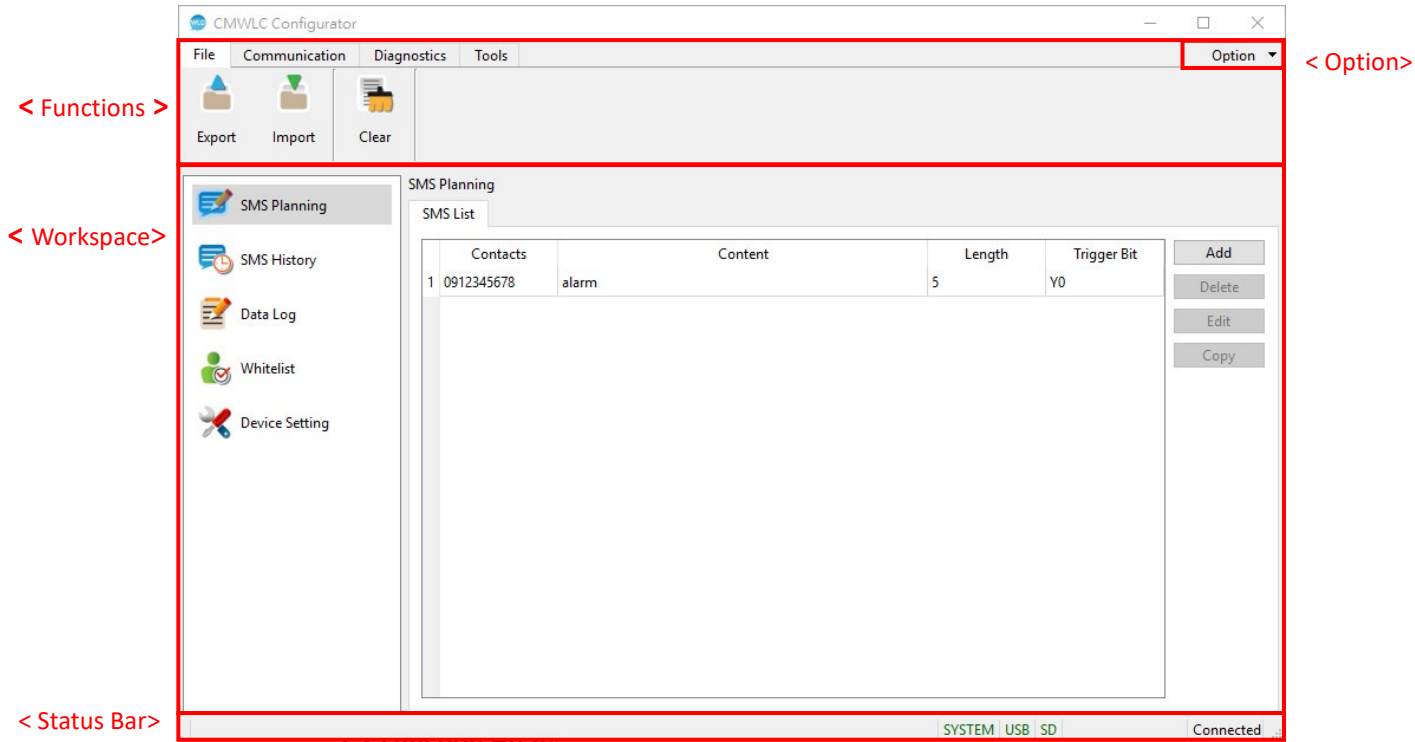 WLC CMWLC Configurator
File Communication Diagnostics Tools Option
< Option>
< Functions >
Export Import Clear
< Workspace>
SMS Planning
SMS History
Data Log
Whitelist
Device Setting
SMS Planning
SMS List
Contacts Content Length Trigger Bit
1 0912345678 alarm 5 Y0
Add
Delete
Edit
Copy
< Status Bar>
SYSTEM USB SD Connected